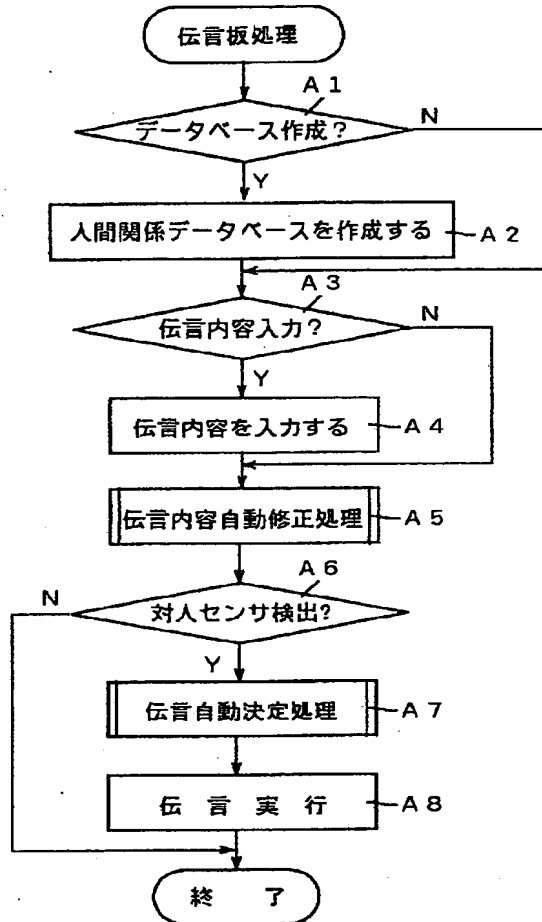 伝言板処理
A1
データベース作成?
N
Y
人間関係データベースを作成する
A2
A3
伝言内容入力?
N
Y
伝言内容を入力する
A4
伝言内容自動修正処理
A5
A6
N
対人センサ検出?
Y
伝言自動決定処理
A7
伝言実行
A8
終了